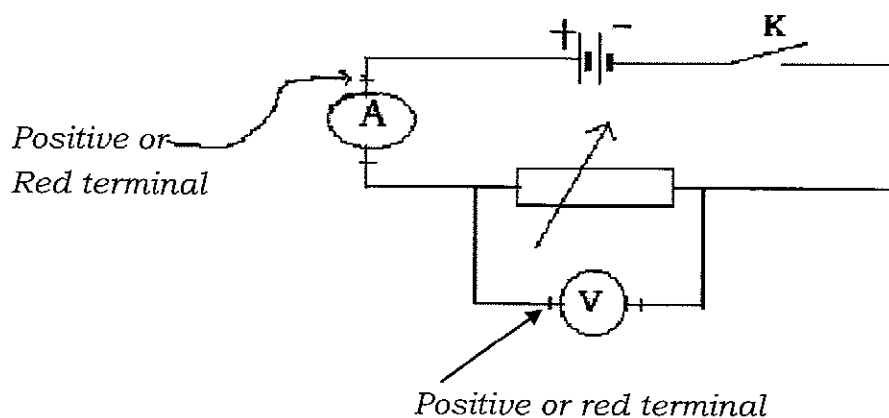 + - K
A
Positive or
Red terminal
V
Positive or red terminal